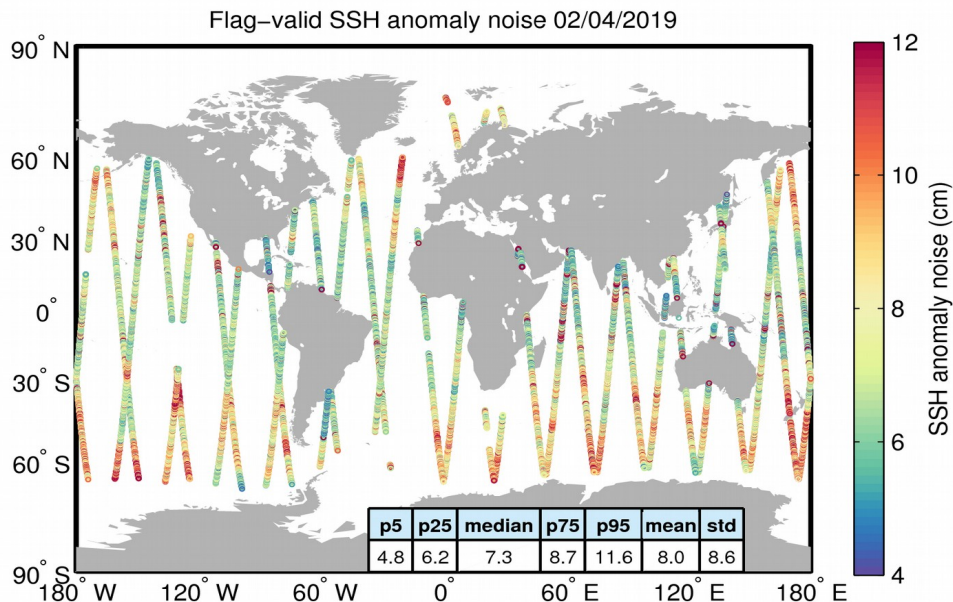 Flag–valid SSH anomaly noise 02/04/2019
90° N
60° N
30° N
0°
30° S
60° S
90° S
180° W
120° W
60° W
0°
60° E
120° E
180° E
p5 p25 median p75 p95 mean std
4.8 6.2 7.3 8.7 11.6 8.0 8.6
12
10
8
6
4
SSH anomaly noise (cm)